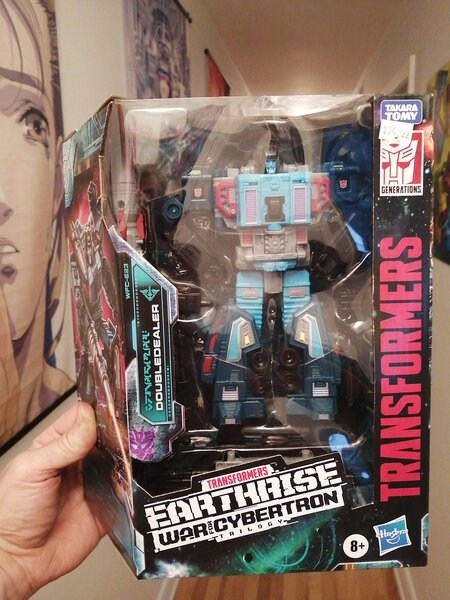 TAKARA
TOMY
GENERATIONS
TRANSFORMERS
WFC-E23
DOUBLEDEALER
TRANSFORMERS
EARTHRISE
WAR FOR CYBERTRON
TRILOGY
8+
Hasbro